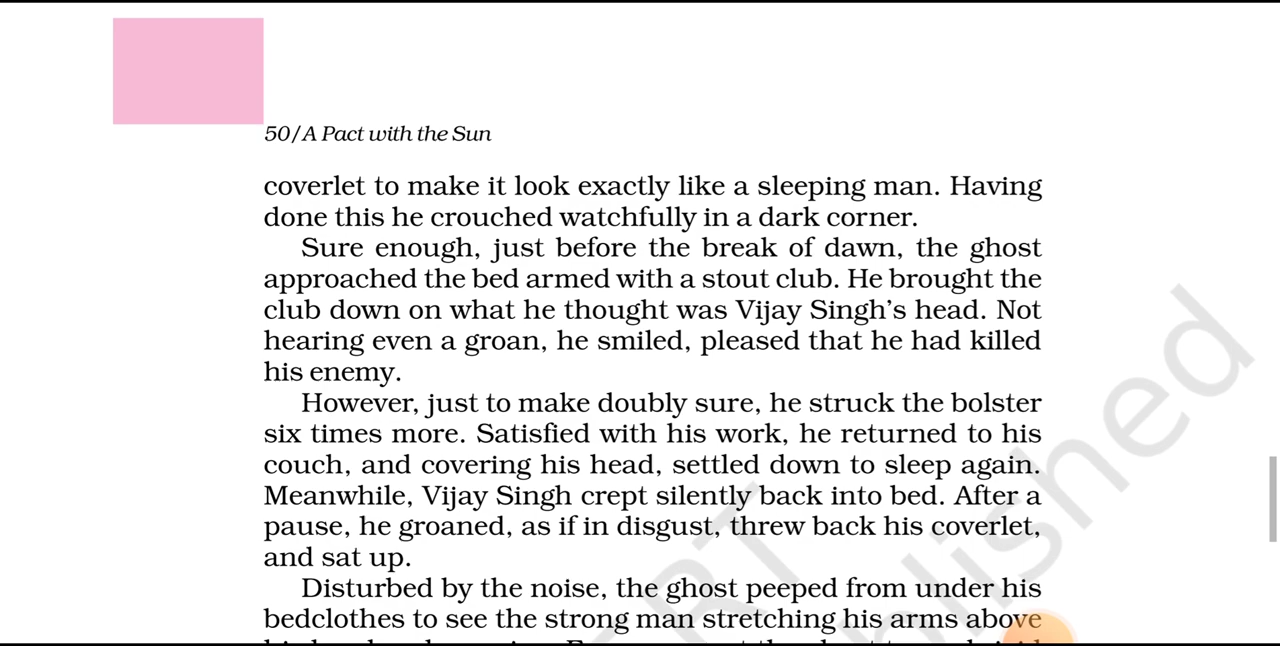 50/A Pact with the Sun
coverlet to make it look exactly like a sleeping man. Having
done this he crouched watchfully in a dark corner.
Sure enough, just before the break of dawn, the ghost
approached the bed armed with a stout club. He brought the
club down on what he thought was Vijay Singh's head. Not
hearing even a groan, he smiled, pleased that he had killed
his enemy.
However, just to make doubly sure, he struck the bolster
six times more. Satisfied with his work, he returned to his
couch, and covering his head, settled down to sleep again.
Meanwhile, Vijay Singh crept silently back into bed. After a
pause, he groaned, as if in disgust, threw back his coverlet,
and sat up.
Disturbed by the noise, the ghost peeped from under his
bedclothes to see the strong man stretching his arms above